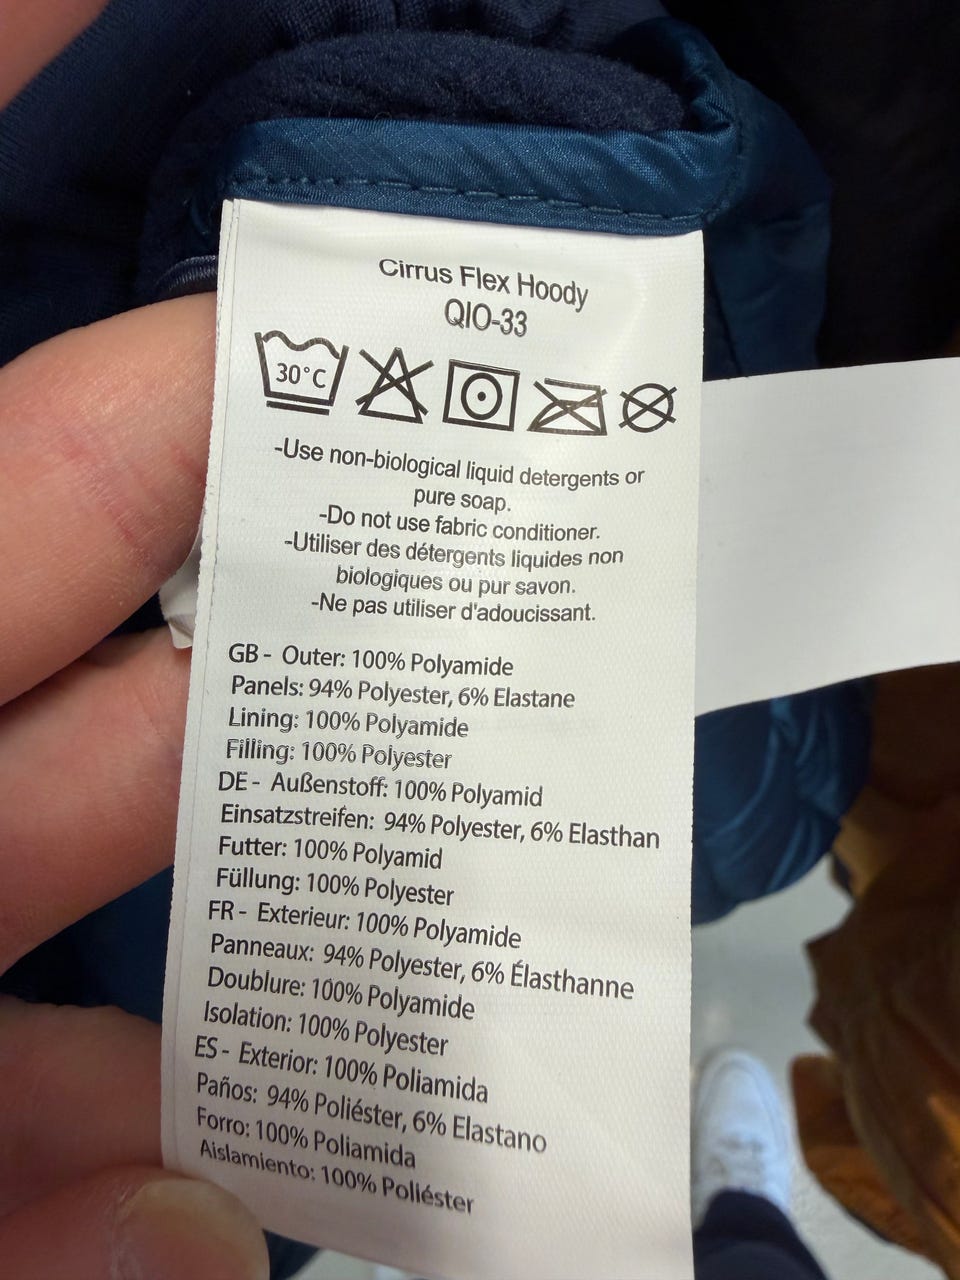 Cirrus Flex Hoody
QIO-33
30°C
-Use non-biological liquid detergents or
pure soap.
-Do not use fabric conditioner.
-Utiliser des détergents liquides non
biologiques ou pur savon.
-Ne pas utiliser d'adoucissant.
GB - Outer: 100% Polyamide
Panels: 94% Polyester, 6% Elastane
Lining: 100% Polyamide
Filling: 100% Polyester
DE - Außenstoff: 100% Polyamid
Einsatzstreifen: 94% Polyester, 6% Elasthan
Futter: 100% Polyamid
Füllung: 100% Polyester
FR - Exterieur: 100% Polyamide
Panneaux: 94% Polyester, 6% Élasthanne
Doublure: 100% Polyamide
Isolation: 100% Polyester
ES - Exterior: 100% Poliamida
Paños: 94% Poliéster, 6% Elastano
Forro: 100% Poliamida
Aislamiento: 100% Poliéster